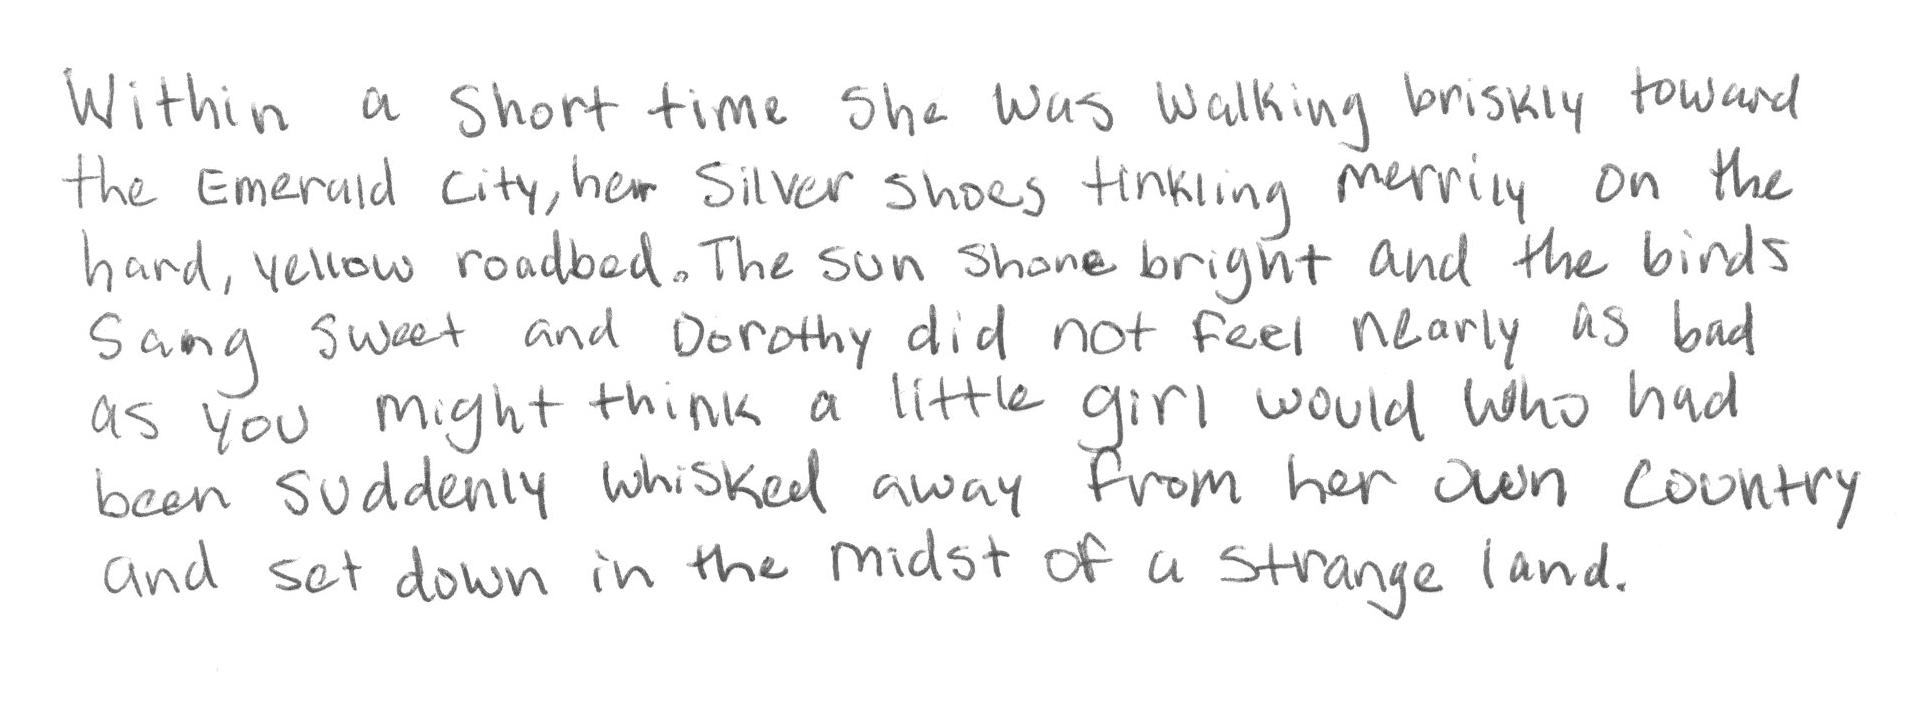 Within a short time she was walking briskly toward
the Emerald City, her Silver shoes tinkling merrily on the
hard, yellow roadbed. The sun shone bright and the birds
sang sweet and Dorothy did not feel nearly as bad
as you might think a little girl would who had
been suddenly whisked away from her own country
and set down in the midst of a strange land.